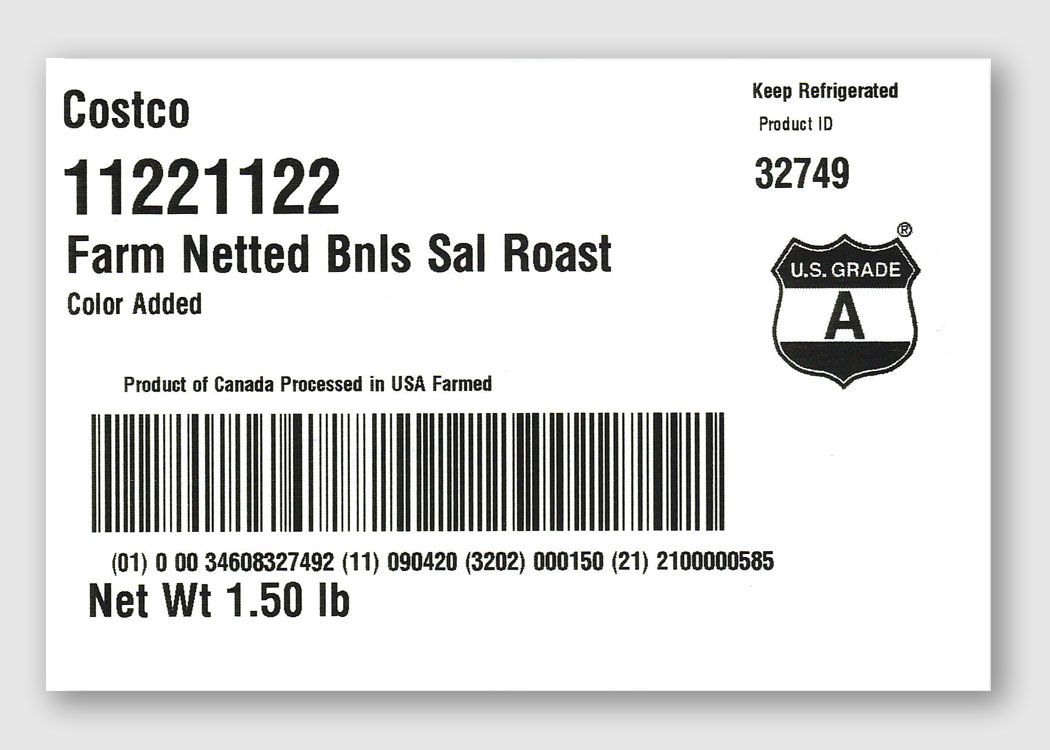 Costco
11221122
Farm Netted Bnls Sal Roast
Color Added
Keep Refrigerated
Product ID
32749
®
U.S. GRADE
A
Product of Canada Processed in USA Farmed
(01) 0 00 34608327492 (11) 090420 (3202) 000150 (21) 2100000585
Net Wt 1.50 lb